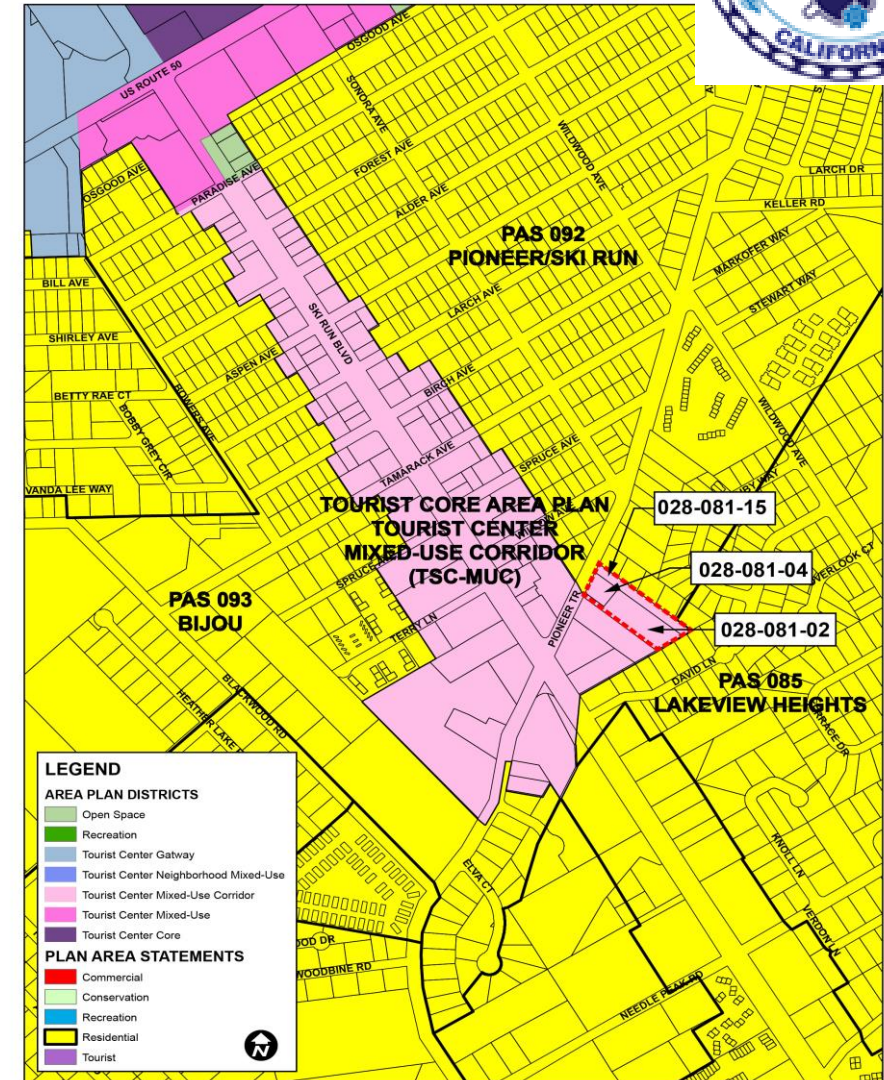 CALIFORN
OSGOOD AVE
US ROUTE 50
SONORA AVE
WILDWOOD AVE
FOREST AVE
LARCH DR
OSGOOD AVE
PARADISE AVE
ALDER AVE
KELLER RD
PAS 092
PIONEER/SKI RUN
MARKOFER WAY
BILL AVE
STEWART WAY
LARCH AVE
SKI RUN BLVD
SHIRLEY AVE
ASPEN AVE
BIRCH AVE
BETTY RAE CT
BOBBY GREY CIR
BOWERS AVE
WILDWOOD AVE
TAMARACK AVE
SPRUCE AVE
VANDA LEE WAY
TOURIST CORE AREA PLAN
TOURIST CENTER
MIXED-USE CORRIDOR
(TSC-MUC)
028-081-15
028-081-04
OVERLOOK CT
SPRUCE AVE
PAS 093
BIJOU
PIONEER TR
TERRY LN
028-081-02
DAVID LN
PAS 085
LAKEVIEW HEIGHTS
BLACKWOOD RD
HEATHER LAKE
LEGEND
AREA PLAN DISTRICTS
Open Space
Recreation
Tourist Center Gatway
Tourist Center Neighborhood Mixed-Use
Tourist Center Mixed-Use Corridor
Tourist Center Mixed-Use
Tourist Center Core
PLAN AREA STATEMENTS
Commercial
Conservation
Recreation
Residential
Tourist
N
ELVA CT
KNOLL LN
VERDON LN
OOD DR
WOODBINE RD
NEEDLE PEAK RD